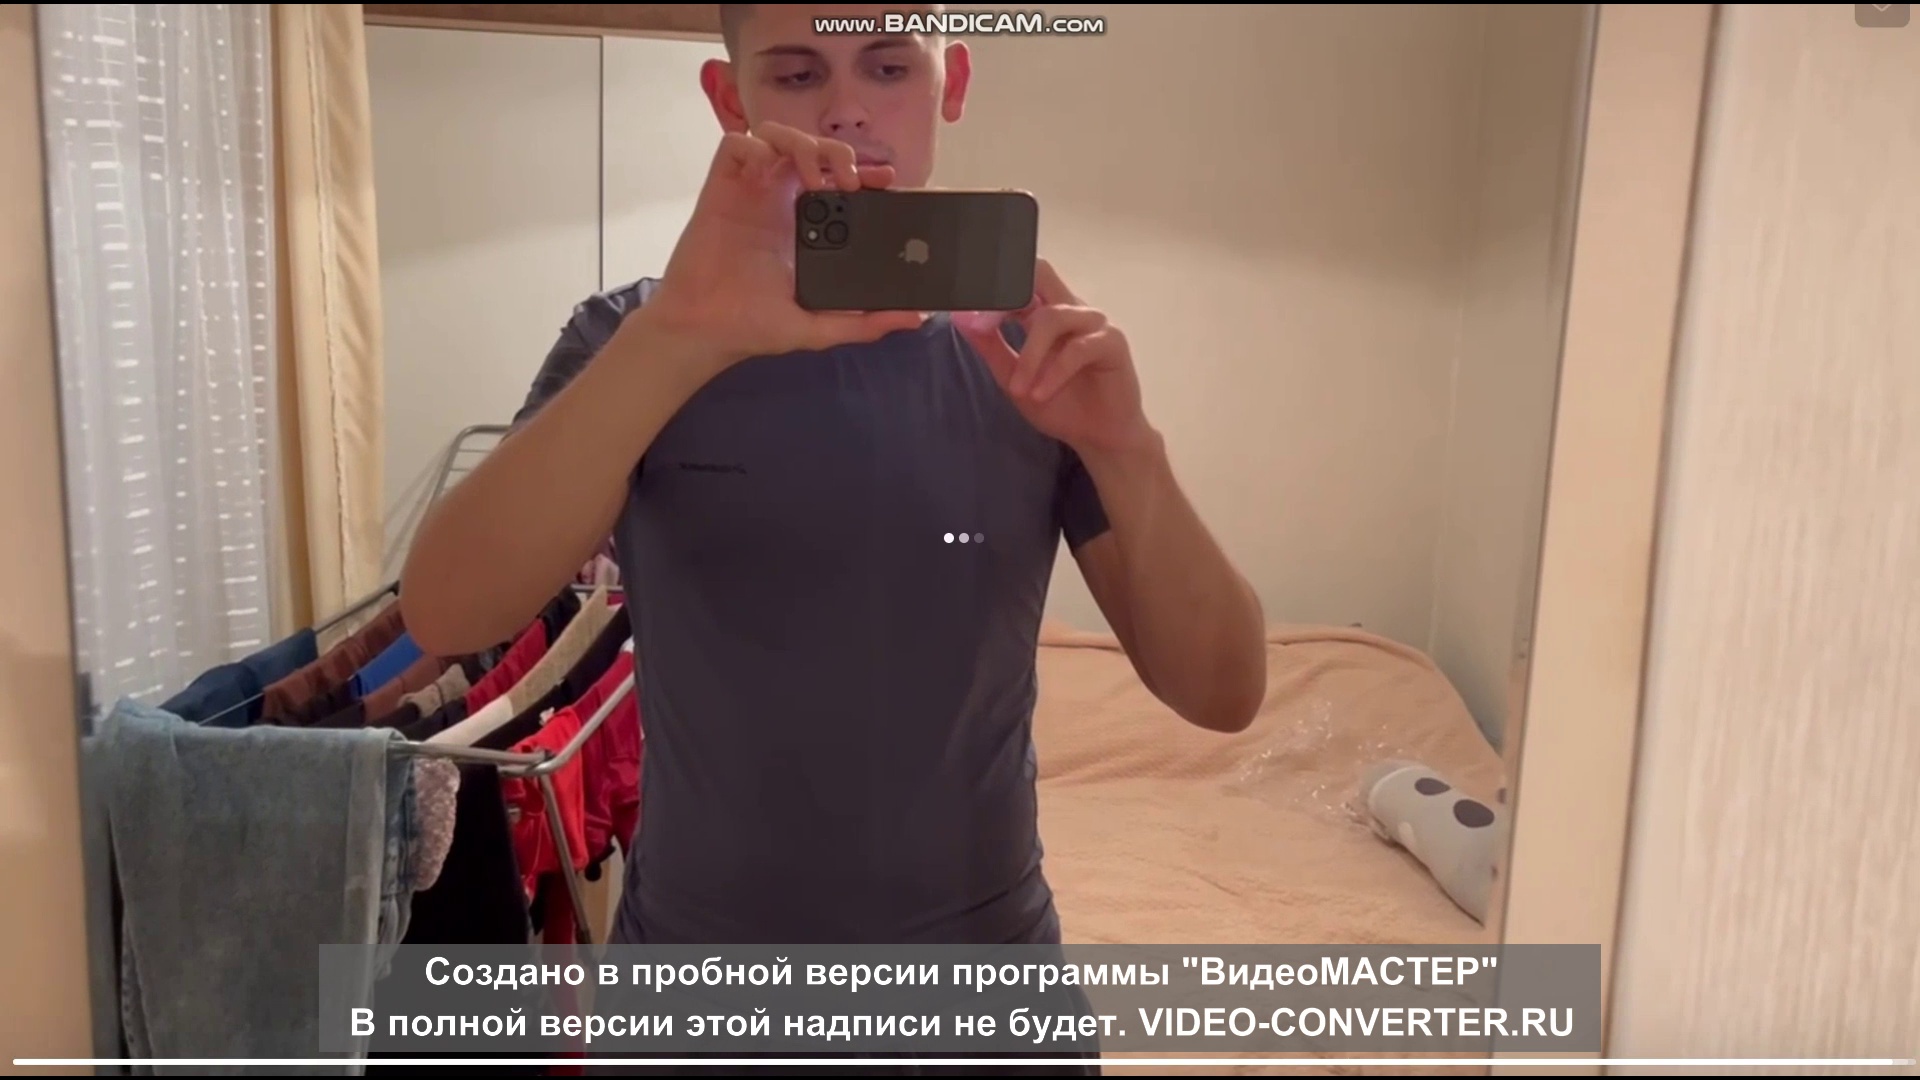 www.BANDICAM.com
Создано в пробной версии программы "ВидеоМАСТЕР"
В полной версии этой надписи не будет. VIDEO-CONVERTER.RU